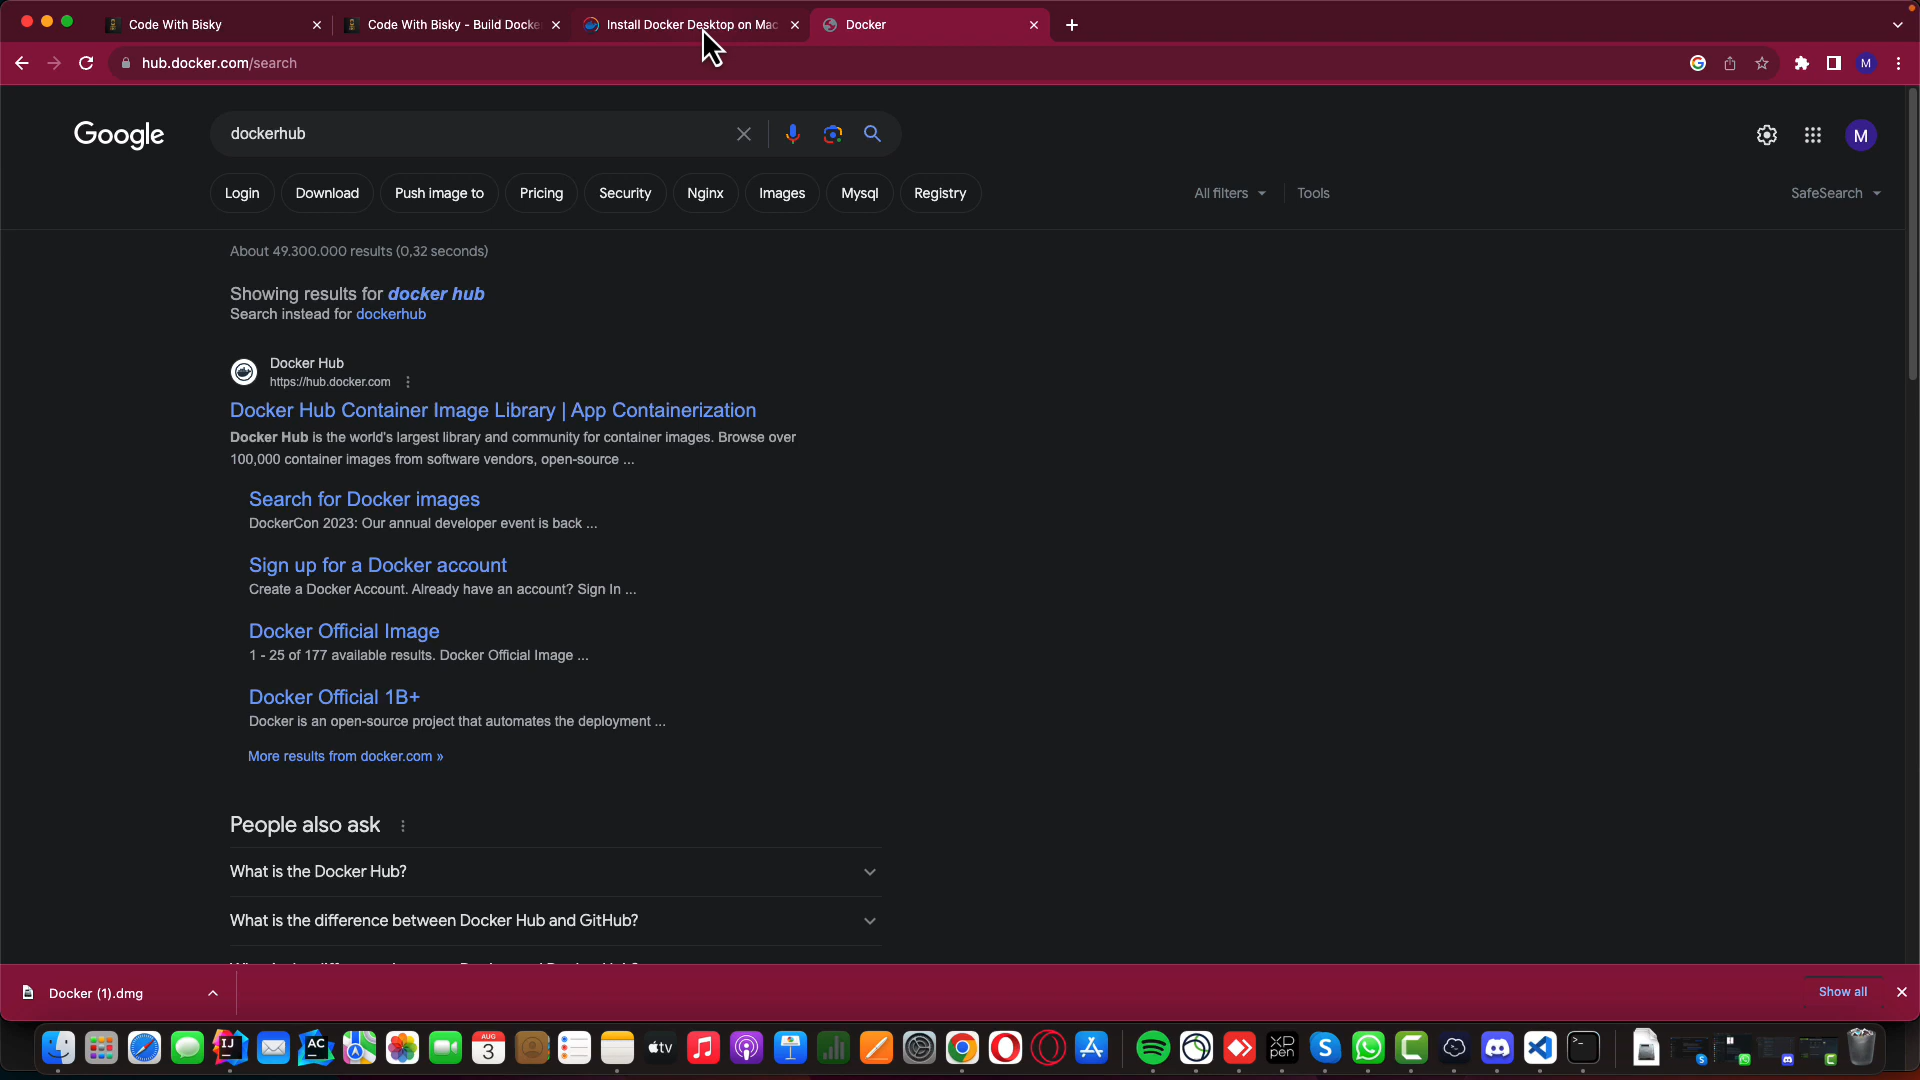 Code With Bisky
Code With Bisky - Build Docke
Install Docker Desktop on Mac
Docker
hub.docker.com/search
M
Google
dockerhub
M
Login
Download
Push image to
Pricing
Security
Nginx
Images
Mysql
Registry
All filters
Tools
SafeSearch
About 49.300.000 results (0,32 seconds)
Showing results for docker hub
Search instead for dockerhub
Docker Hub
https://hub.docker.com
Docker Hub Container Image Library | App Containerization
Docker Hub is the world's largest library and community for container images. Browse over
100,000 container images from software vendors, open-source ...
Search for Docker images
DockerCon 2023: Our annual developer event is back ...
Sign up for a Docker account
Create a Docker Account. Already have an account? Sign In ...
Docker Official Image
1 - 25 of 177 available results. Docker Official Image ...
Docker Official 1B+
Docker is an open-source project that automates the deployment ...
More results from docker.com »
People also ask
What is the Docker Hub?
What is the difference between Docker Hub and GitHub?
Docker (1).dmg
Show all
IJ
AC
AUG
3
tv
XP
pen